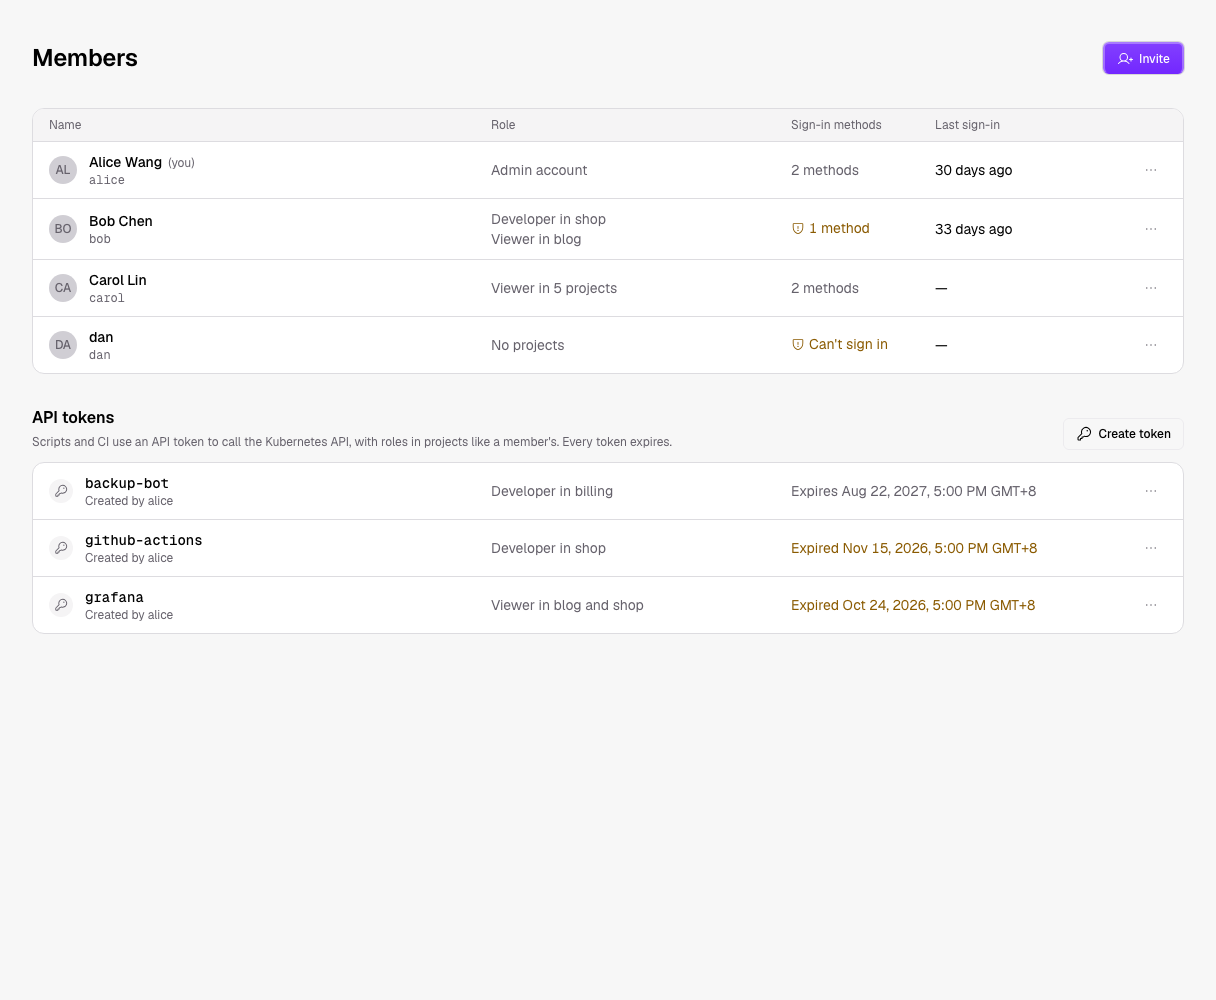 Members
Invite
Name Role Sign-in methods Last sign-in
AL Alice Wang (you) Admin account 2 methods 30 days ago ···
alice
BO Bob Chen Developer in shop 1 method 33 days ago ···
bob Viewer in blog
CA Carol Lin Viewer in 5 projects 2 methods — ···
carol
DA dan No projects Can't sign in — ···
dan
API tokens
Scripts and CI use an API token to call the Kubernetes API, with roles in projects like a member's. Every token expires.
Create token
backup-bot Developer in billing Expires Aug 22, 2027, 5:00 PM GMT+8 ···
Created by alice
github-actions Developer in shop Expired Nov 15, 2026, 5:00 PM GMT+8 ···
Created by alice
grafana Viewer in blog and shop Expired Oct 24, 2026, 5:00 PM GMT+8 ···
Created by alice